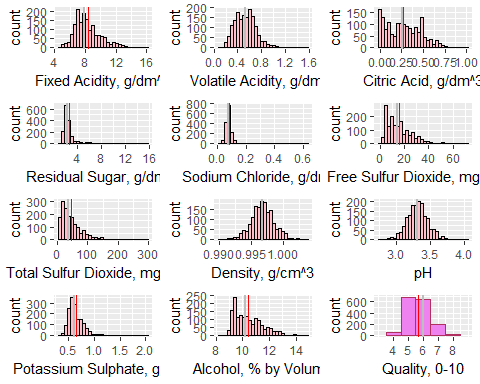 count
200
150
100
50
0
4 6 8 10 12 14 16
Fixed Acidity, g/dm^
count
200
150
100
50
0
0.0 0.4 0.8 1.2 1.6
Volatile Acidity, g/dm
count
150
100
50
0
0.00 0.25 0.50 0.75 1.00
Citric Acid, g/dm^3
count
600
400
200
0
4 8 12 16
Residual Sugar, g/dm
count
800
600
400
200
0
0.0 0.2 0.4 0.6
Sodium Chloride, g/d
count
200
100
0
0 20 40 60
Free Sulfur Dioxide, mg
count
300
200
100
0
0 100 200 300
Total Sulfur Dioxide, mg
count
150
100
50
0
0.990 0.995 1.000
Density, g/cm^3
count
200
150
100
50
0
3.0 3.5 4.0
pH
count
300
200
100
0
0.5 1.0 1.5 2.0
Potassium Sulphate, g
count
250
200
150
100
50
0
8 10 12 14
Alcohol, % by Volum
count
600
400
200
0
4 5 6 7 8
Quality, 0-10